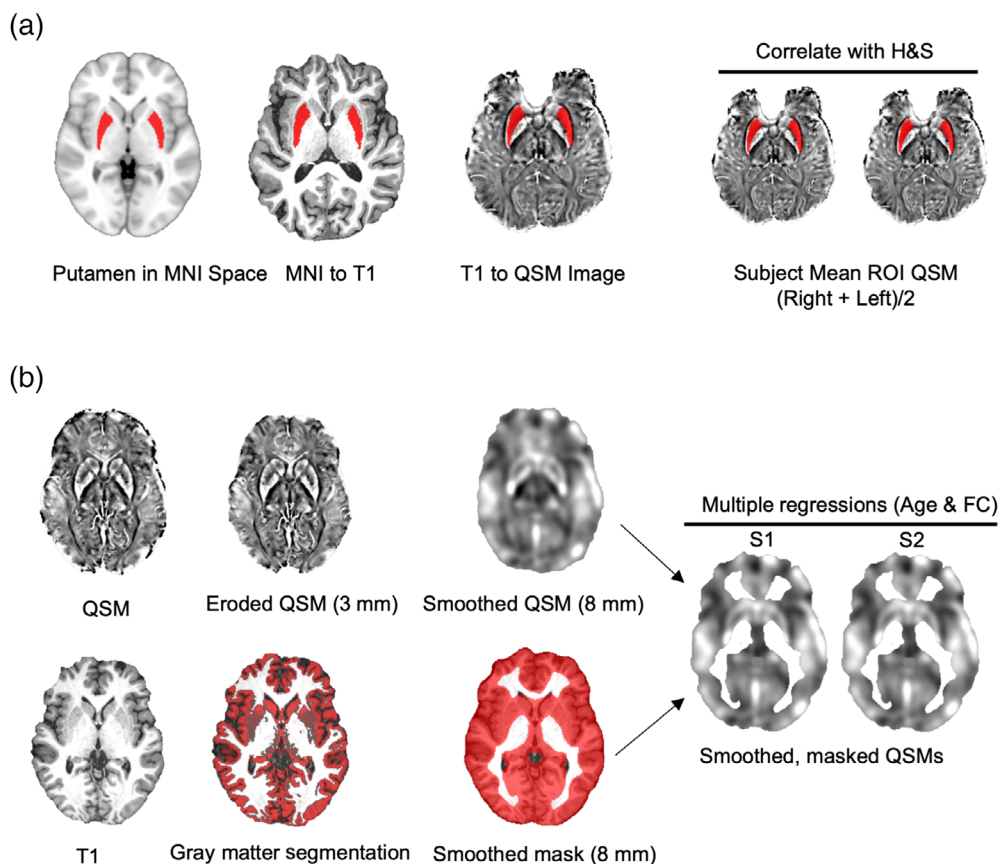 (a)
Correlate with H&S
Putamen in MNI Space
MNI to T1
T1 to QSM Image
Subject Mean ROI QSM
(Right + Left)/2
(b)
Multiple regressions (Age & FC)
S1
S2
QSM
Eroded QSM (3 mm)
Smoothed QSM (8 mm)
Smoothed, masked QSMs
T1
Gray matter segmentation
Smoothed mask (8 mm)